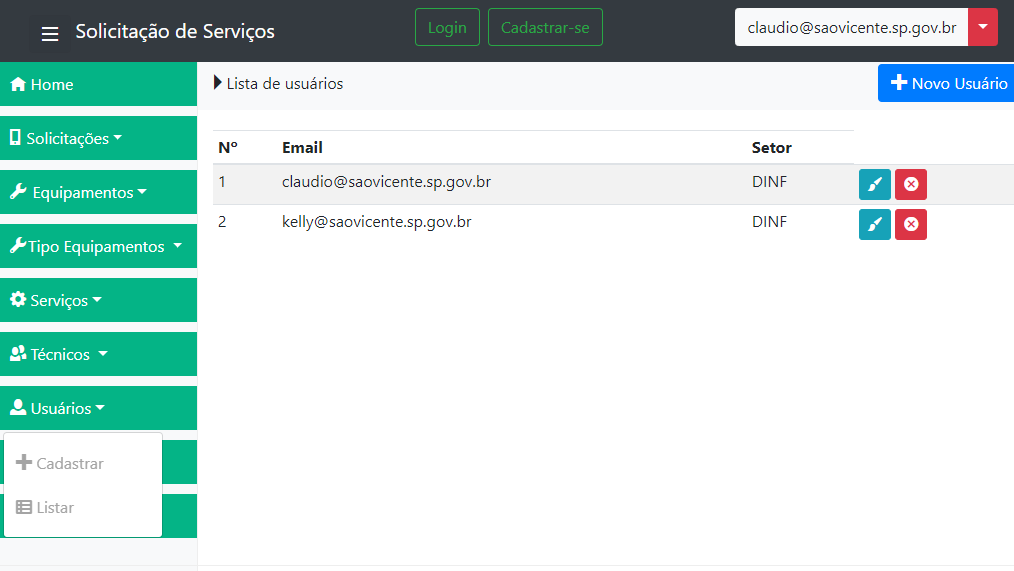 Solicitação de Serviços
Login
Cadastrar-se
claudio@saovicente.sp.gov.br
Home
Solicitações
Equipamentos
Tipo Equipamentos
Serviços
Técnicos
Usuários
Cadastrar
Listar
Lista de usuários
Novo Usuário
Nº Email Setor
1 claudio@saovicente.sp.gov.br DINF
2 kelly@saovicente.sp.gov.br DINF